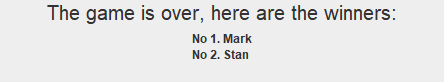 The game is over, here are the winners:
No 1. Mark
No 2. Stan